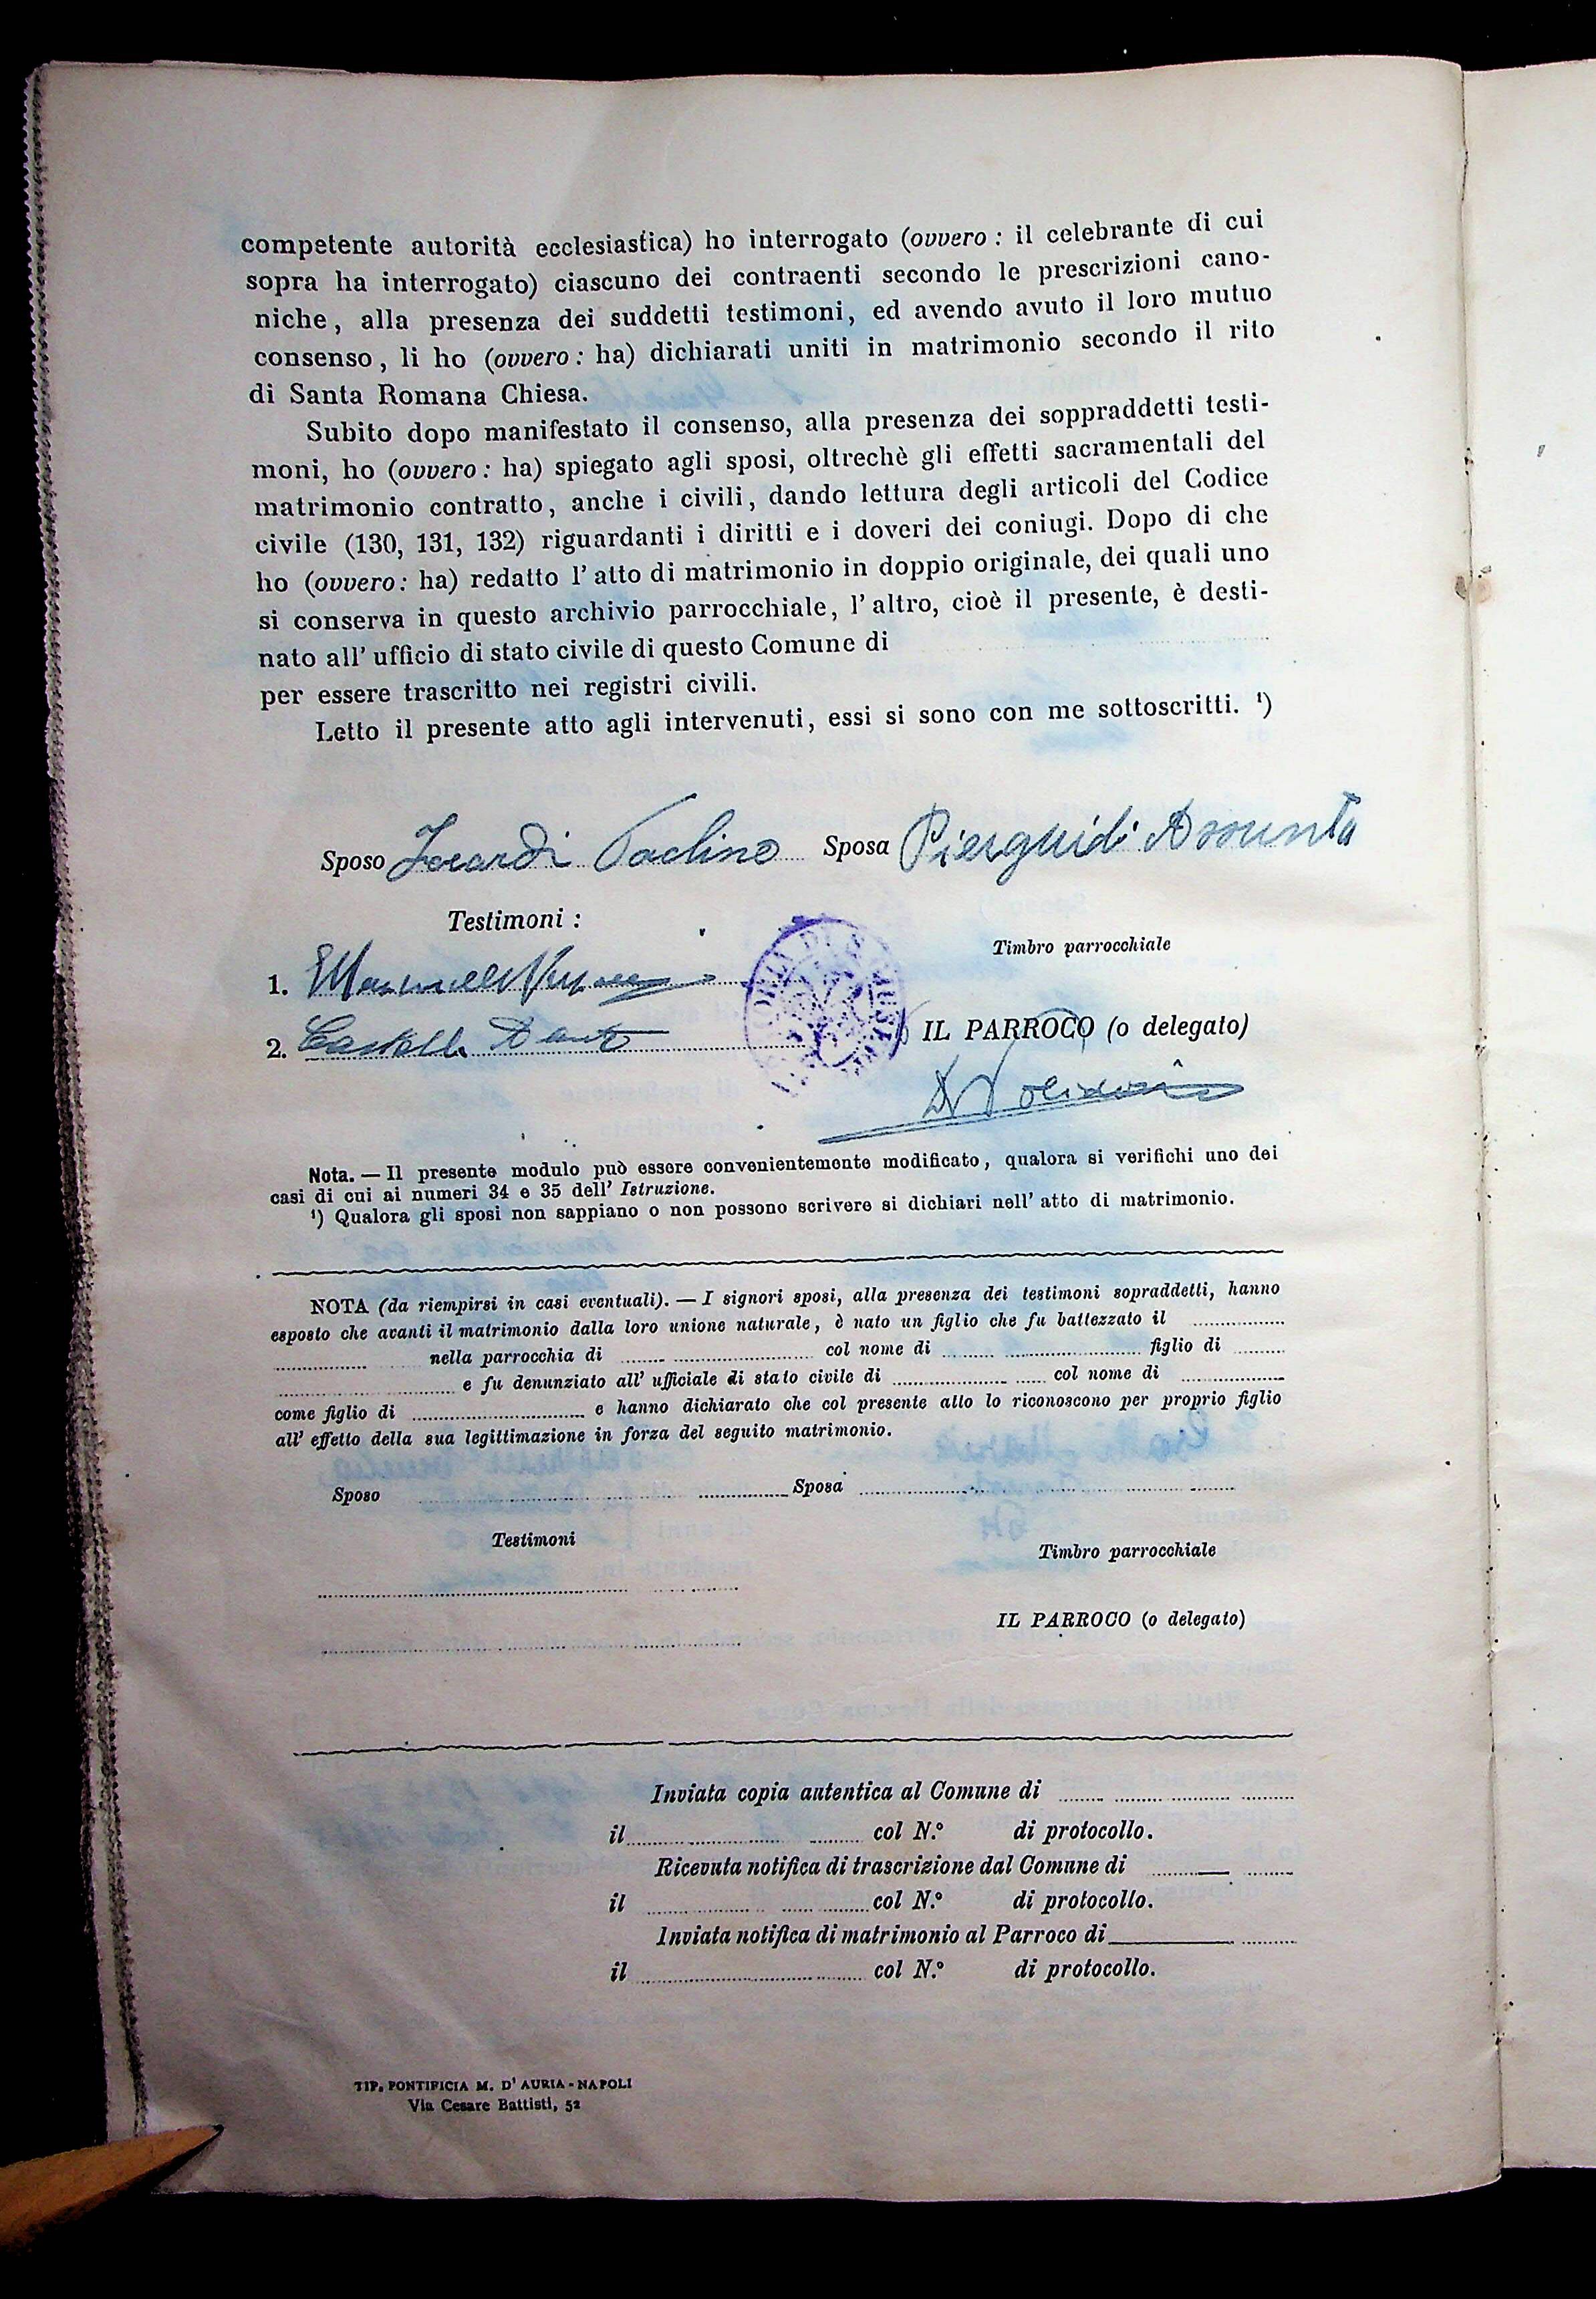 competente autorità ecclesiastica) ho interrogato (ovvero : il celebrante di cui
sopra ha interrogato) ciascuno dei contraenti secondo le prescrizioni cano-
niche, alla presenza dei suddetti testimoni, ed avendo avuto il loro mutuo
consenso, li ho (ovvero : ha) dichiarati uniti in matrimonio secondo il rito
di Santa Romana Chiesa.
Subito dopo manifestato il consenso, alla presenza dei soppraddetti testi-
moni, ho (ovvero : ha) spiegato agli sposi, oltrechè gli effetti sacramentali del
matrimonio contratto, anche i civili, dando lettura degli articoli del Codice
civile (130, 131, 132) riguardanti i diritti e i doveri dei coniugi. Dopo di che
ho (ovvero: ha) redatto l' atto di matrimonio in doppio originale, dei quali uno
si conserva in questo archivio parrocchiale, l' altro, cioè il presente, è desti-
nato all' ufficio di stato civile di questo Comune di
per essere trascritto nei registri civili.
Letto il presente atto agli intervenuti, essi si sono con me sottoscritti. ¹)
Sposo Paolino Sposa Pierguidi Assunta
Testimoni :
Timbro parrocchiale
1.
2. Dante
IL PARROCO (o delegato)
Nota. — Il presente modulo può essere convenientemente modificato, qualora si verifichi uno dei
casi di cui ai numeri 34 e 35 dell' Istruzione.
¹) Qualora gli sposi non sappiano o non possono scrivere si dichiari nell' atto di matrimonio.
NOTA (da riempirsi in casi eventuali). — I signori sposi, alla presenza dei testimoni sopraddetti, hanno
esposto che avanti il matrimonio dalla loro unione naturale, è nato un figlio che fu battezzato il
nella parrocchia di col nome di figlio di
e fu denunziato all' ufficiale di stato civile di col nome di
come figlio di e hanno dichiarato che col presente atto lo riconoscono per proprio figlio
all' effetto della sua legittimazione in forza del seguito matrimonio.
Sposo Sposa
Testimoni
Timbro parrocchiale
IL PARROCO (o delegato)
Inviata copia autentica al Comune di
il col N.º di protocollo.
Ricevuta notifica di trascrizione dal Comune di
il col N.º di protocollo.
Inviata notifica di matrimonio al Parroco di
il col N.º di protocollo.
TIP. PONTIFICIA M. D' AURIA - NAPOLI
Via Cesare Battisti, 52